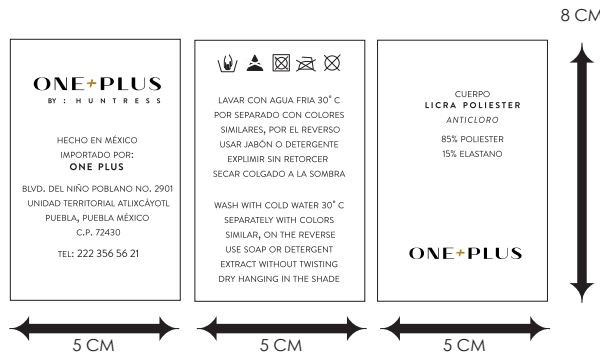 8 CM
ONE+PLUS
BY : HUNTRESS
HECHO EN MÉXICO
IMPORTADO POR:
ONE PLUS
BLVD. DEL NIÑO POBLANO NO. 2901
UNIDAD TERRITORIAL ATLIXCÁYOTL
PUEBLA, PUEBLA MÉXICO
C.P. 72430
TEL: 222 356 56 21
LAVAR CON AGUA FRIA 30° C
POR SEPARADO CON COLORES
SIMILARES, POR EL REVERSO
USAR JABÓN O DETERGENTE
EXPLIMIR SIN RETORCER
SECAR COLGADO A LA SOMBRA
WASH WITH COLD WATER 30° C
SEPARATELY WITH COLORS
SIMILAR, ON THE REVERSE
USE SOAP OR DETERGENT
EXTRACT WITHOUT TWISTING
DRY HANGING IN THE SHADE
CUERPO
LICRA POLIESTER
ANTICLORO
85% POLIESTER
15% ELASTANO
ONE+PLUS
5 CM
5 CM
5 CM